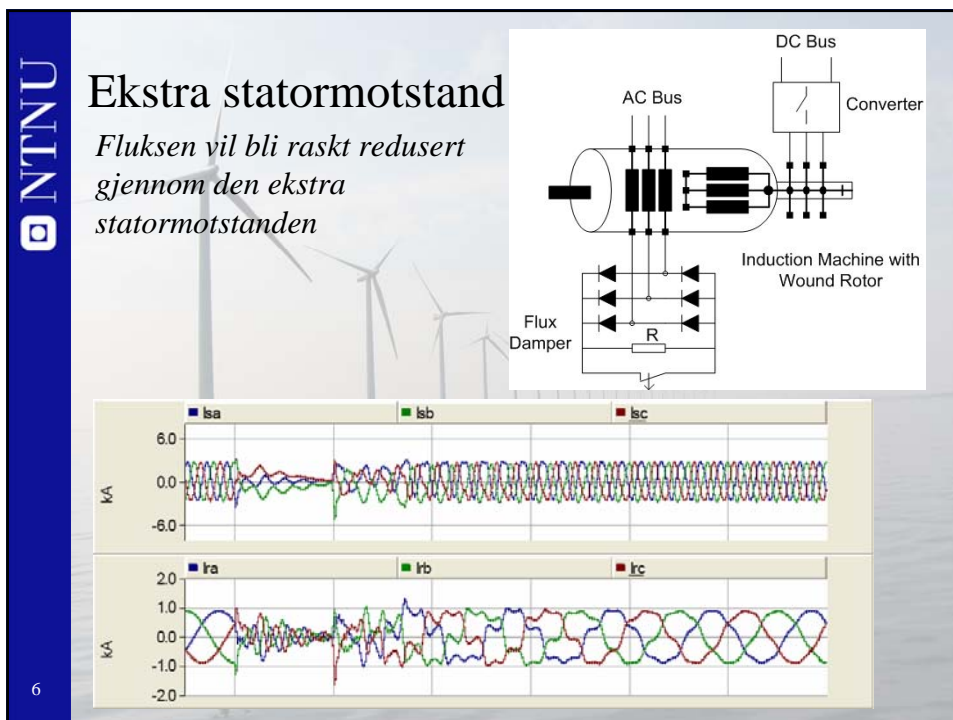 NTNU
Ekstra statormotstand
Fluksen vil bli raskt redusert
gjennom den ekstra
statormotstanden
DC Bus
AC Bus
Converter
Induction Machine with
Wound Rotor
Flux
Damper
R
Isa
Isb
Isc
kA
6.0
0.0
-6.0
Ira
Irb
Irc
kA
2.0
1.0
0.0
-1.0
-2.0
6